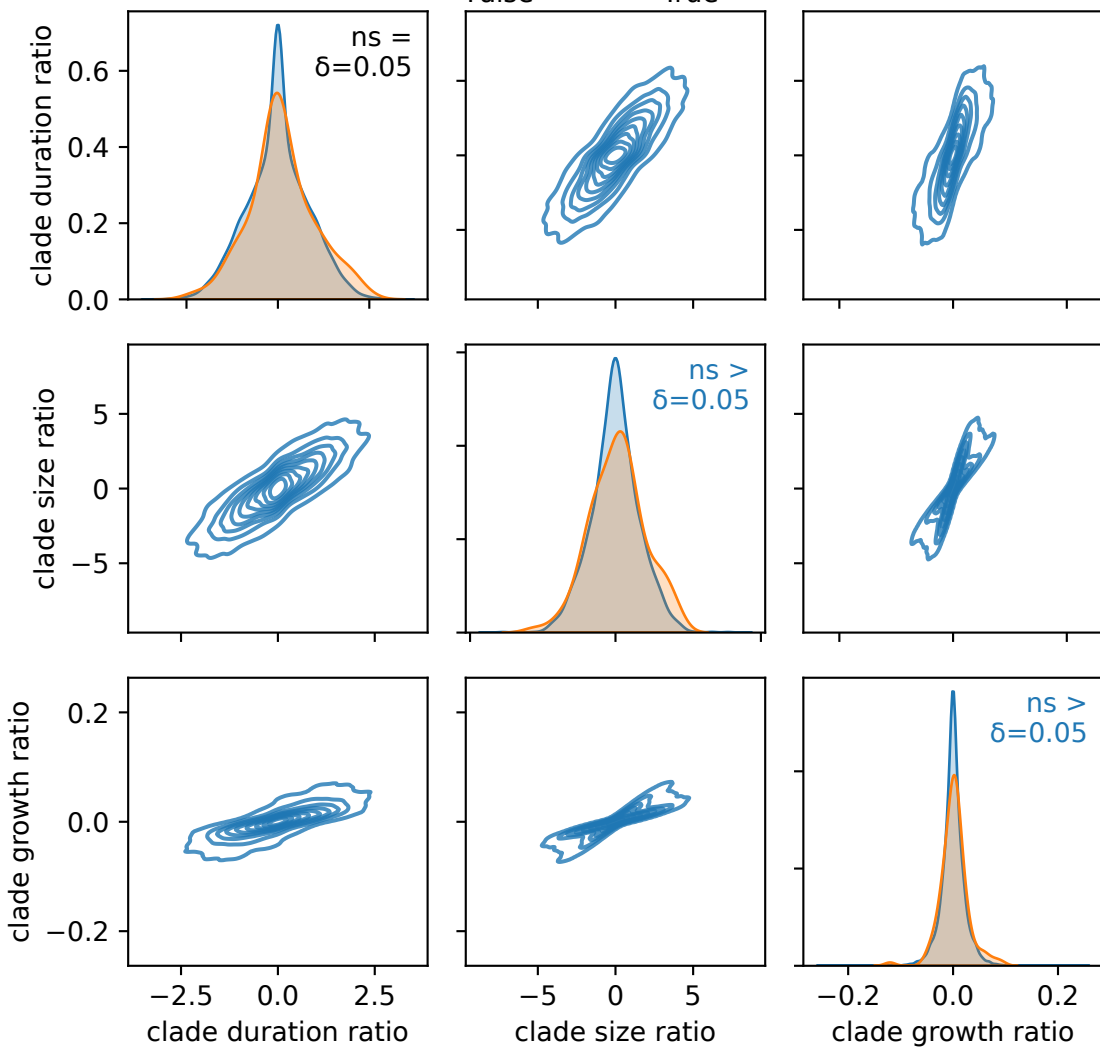 clade duration ratio
0.6
0.4
0.2
0.0
ns =
δ=0.05
clade size ratio
5
0
−5
ns >
δ=0.05
clade growth ratio
0.2
0.0
−0.2
ns >
δ=0.05
−2.5 0.0 2.5
−5 0 5
−0.2 0.0 0.2
clade duration ratio
clade size ratio
clade growth ratio